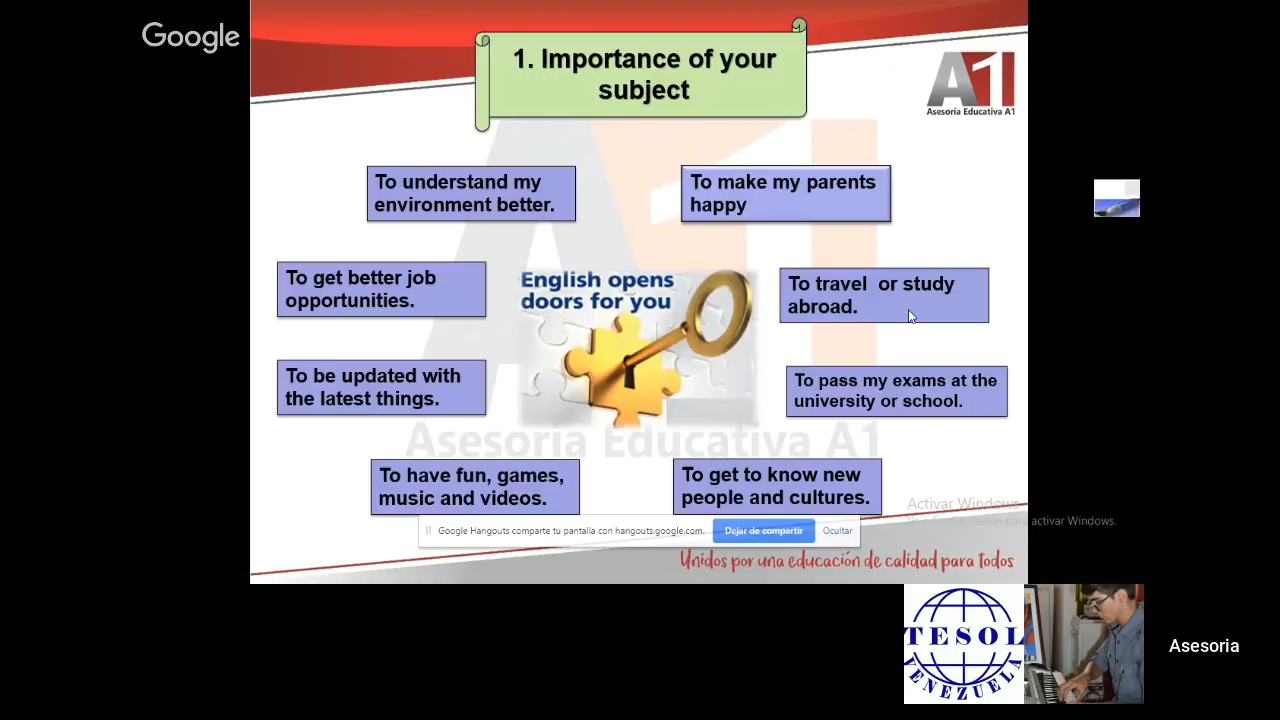 Google
1. Importance of your
subject
A1
Asesoría Educativa A1
To understand my
environment better.
To make my parents
happy
To get better job
opportunities.
English opens
doors for you
To travel or study
abroad.
To be updated with
the latest things.
To pass my exams at the
university or school.
Asesoría Educativa A1
To have fun, games,
music and videos.
To get to know new
people and cultures.
Activar Windows
para activar Windows.
Google Hangouts comparte tu pantalla con hangouts.google.com.
Dejar de compartir
Ocultar
Unidos por una educación de calidad para todos
TESOL
VENEZUELA
Asesoria